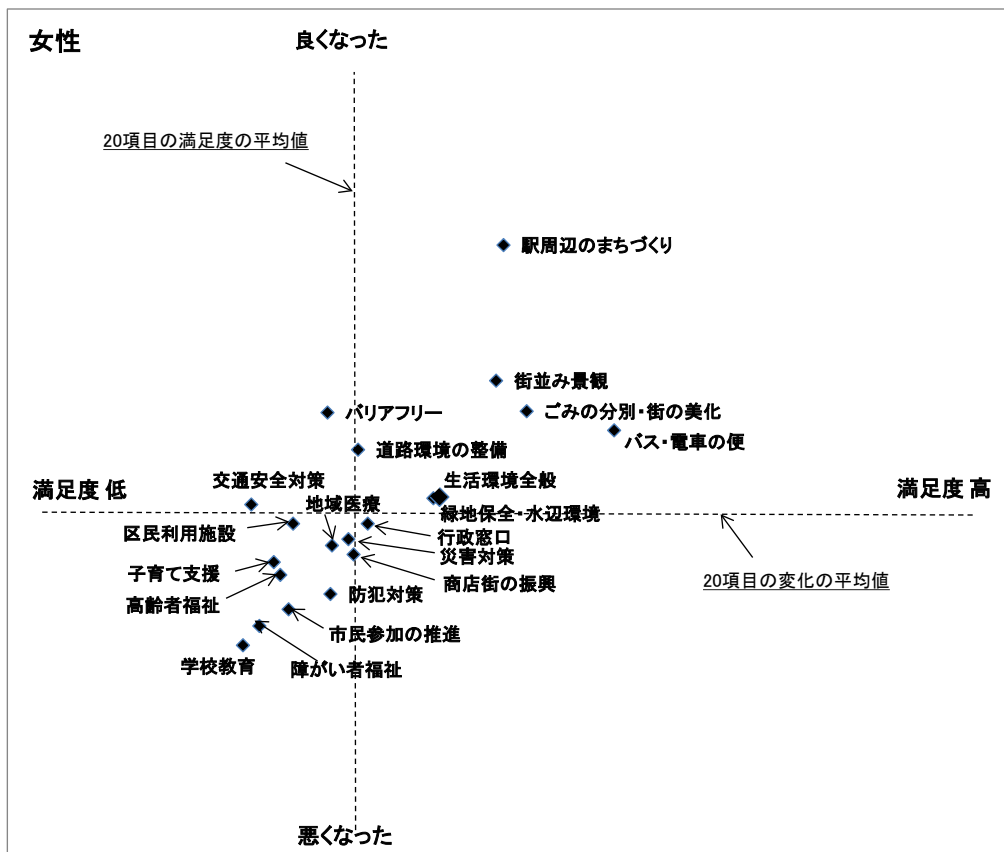 女性
良くなった
20項目の満足度の平均値
駅周辺のまちづくり
街並み景観
バリアフリー
ごみの分別・街の美化
バス・電車の便
道路環境の整備
生活環境全般
交通安全対策
満足度 低
満足度 高
地域医療
緑地保全・水辺環境
区民利用施設
行政窓口
災害対策
子育て支援
商店街の振興
20項目の変化の平均値
高齢者福祉
防犯対策
市民参加の推進
学校教育
障がい者福祉
悪くなった